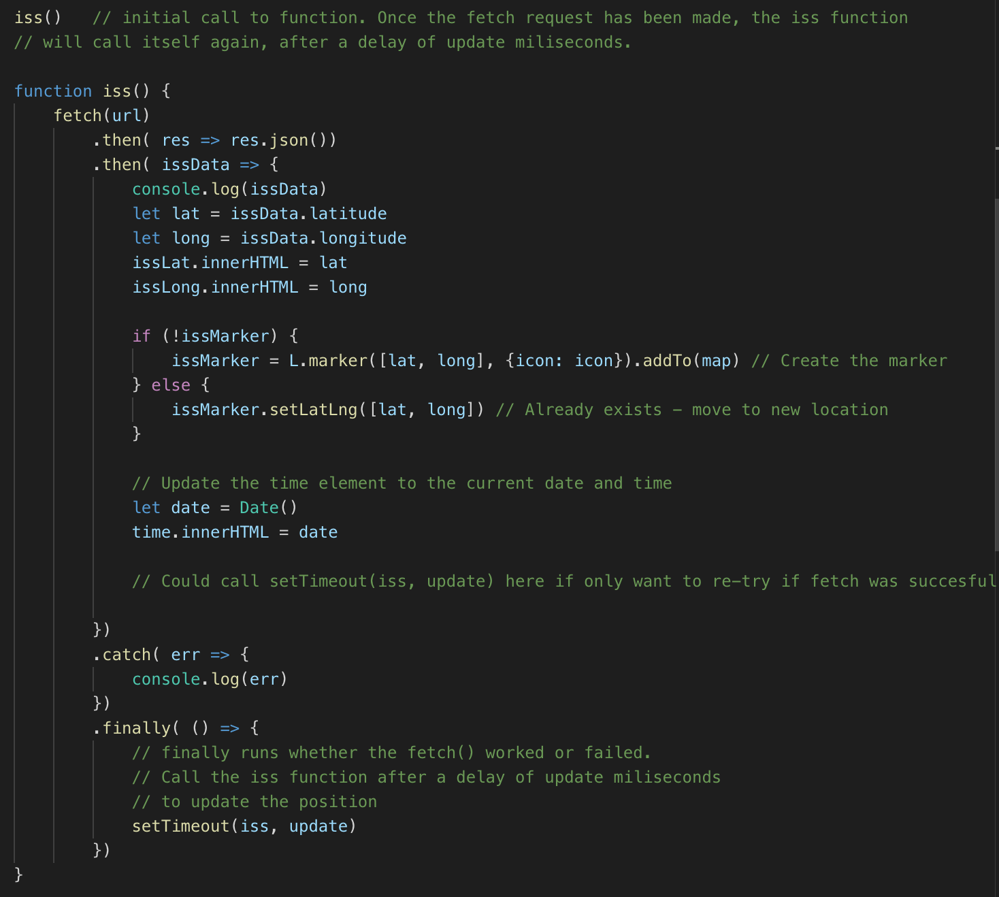 iss()   // initial call to function. Once the fetch request has been made, the iss function
// will call itself again, after a delay of update miliseconds.

function iss() {
    fetch(url)
        .then( res => res.json())
        .then( issData => {
            console.log(issData)
            let lat = issData.latitude
            let long = issData.longitude
            issLat.innerHTML = lat
            issLong.innerHTML = long

            if (!issMarker) {
                issMarker = L.marker([lat, long], {icon: icon}).addTo(map) // Create the marker
            } else {
                issMarker.setLatLng([lat, long]) // Already exists – move to new location
            }

            // Update the time element to the current date and time
            let date = Date()
            time.innerHTML = date

            // Could call setTimeout(iss, update) here if only want to re-try if fetch was succesful

        })
        .catch( err => {
            console.log(err)
        })
        .finally( () => {
            // finally runs whether the fetch() worked or failed.
            // Call the iss function after a delay of update miliseconds
            // to update the position
            setTimeout(iss, update)
        })
}